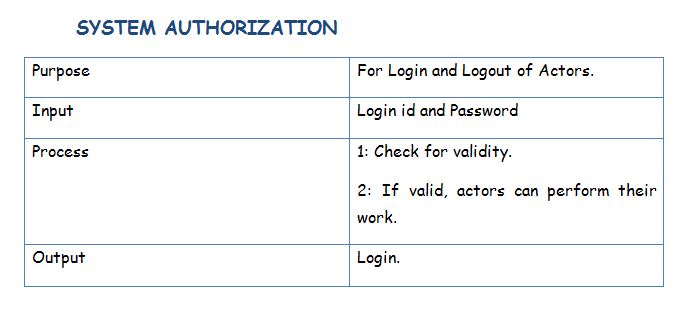 SYSTEM AUTHORIZATION
Purpose
For Login and Logout of Actors.
Input
Login id and Password
Process
1: Check for validity.
2: If valid, actors can perform their
work.
Output
Login.